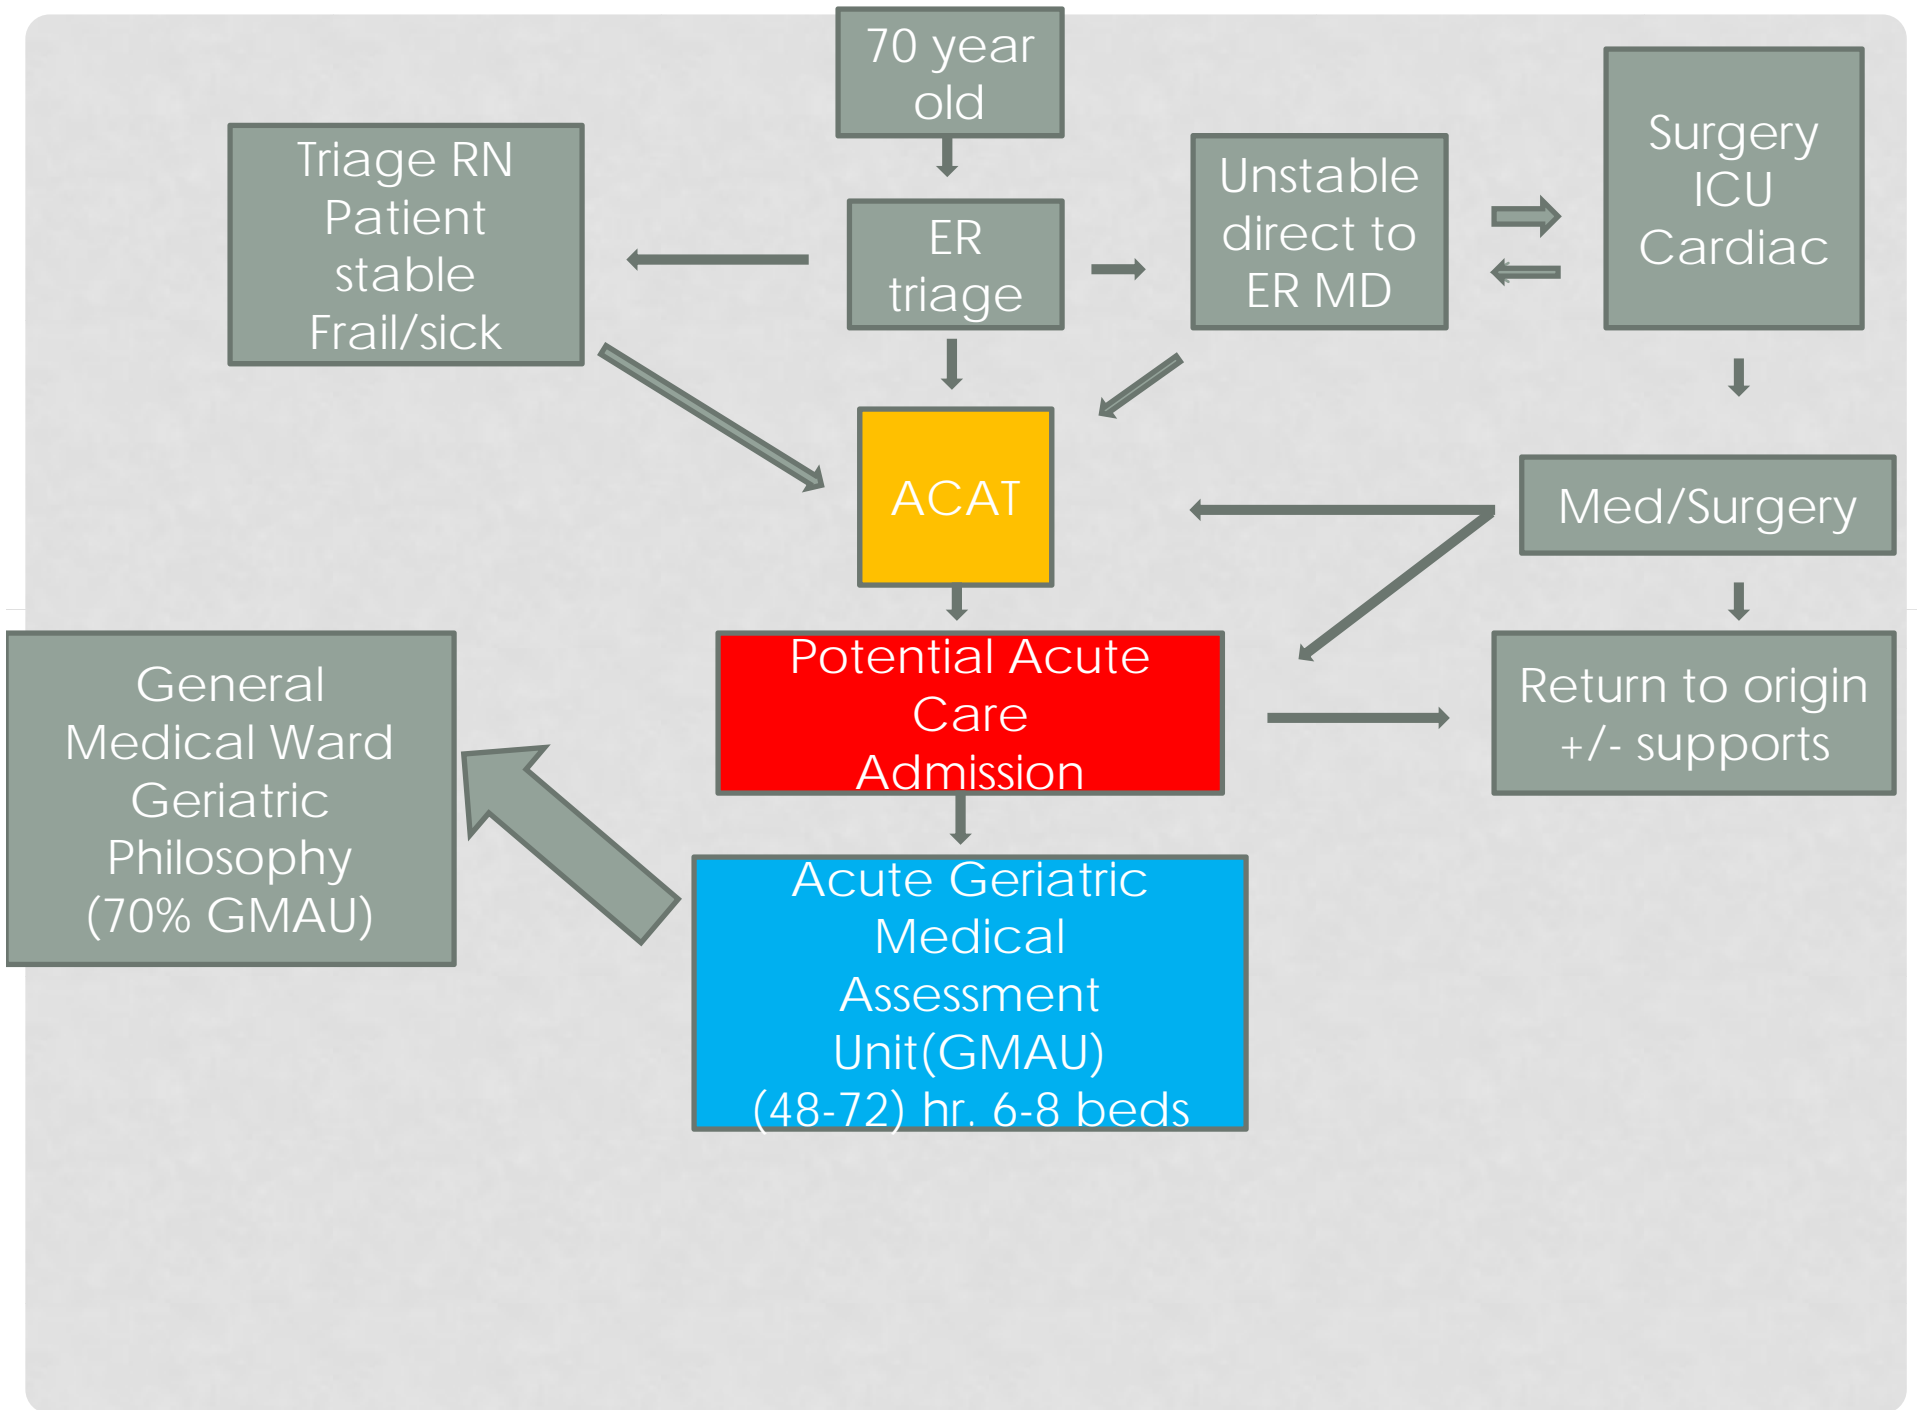 70 year
old
Triage RN
Patient
stable
Frail/sick
ER
triage
Unstable
direct to
ER MD
Surgery
ICU
Cardiac
ACAT
Med/Surgery
Potential Acute
Care
Admission
Return to origin
+/- supports
General
Medical Ward
Geriatric
Philosophy
(70% GMAU)
Acute Geriatric
Medical
Assessment
Unit(GMAU)
(48-72) hr. 6-8 beds